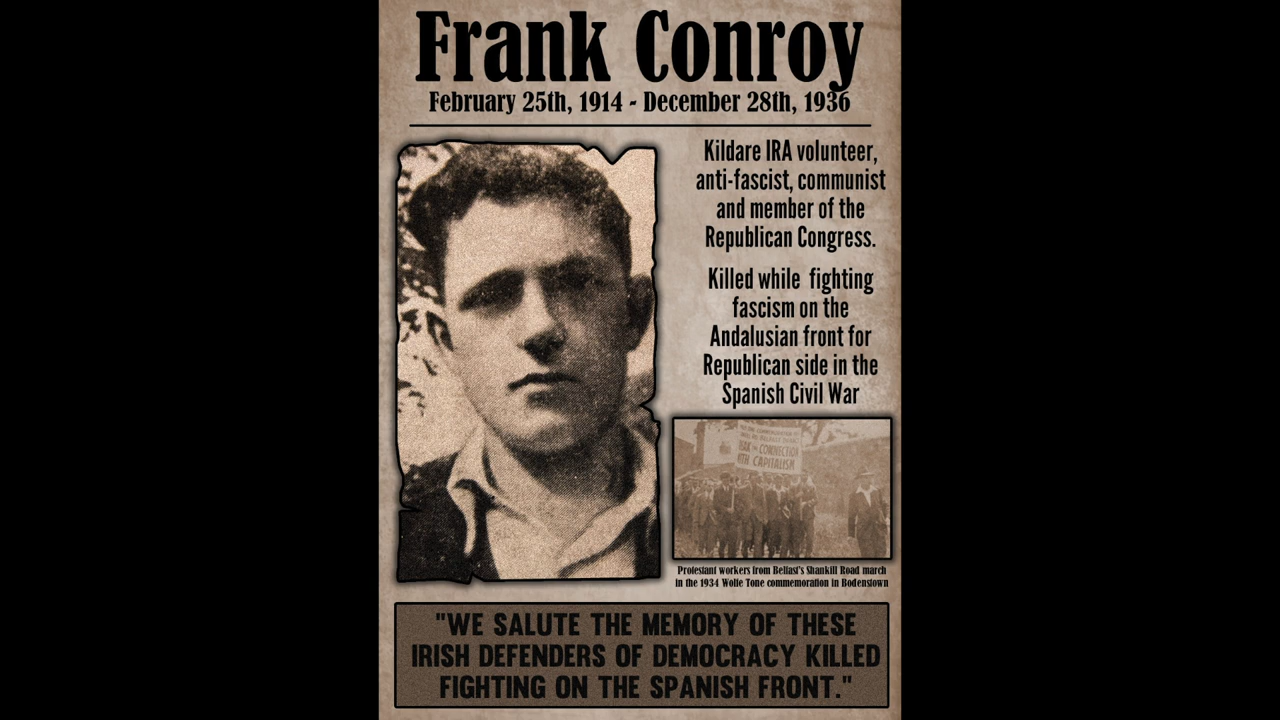 Frank Conroy
February 25th, 1914 - December 28th, 1936
Kildare IRA volunteer,
anti-fascist, communist
and member of the
Republican Congress.
Killed while fighting
fascism on the
Andalusian front for
Republican side in the
Spanish Civil War
CONNECTION
CAPITALISM
Protestant workers from Belfast's Shankill Road march
in the 1934 Wolfe Tone commemoration in Bodenstown
"WE SALUTE THE MEMORY OF THESE
IRISH DEFENDERS OF DEMOCRACY KILLED
FIGHTING ON THE SPANISH FRONT."